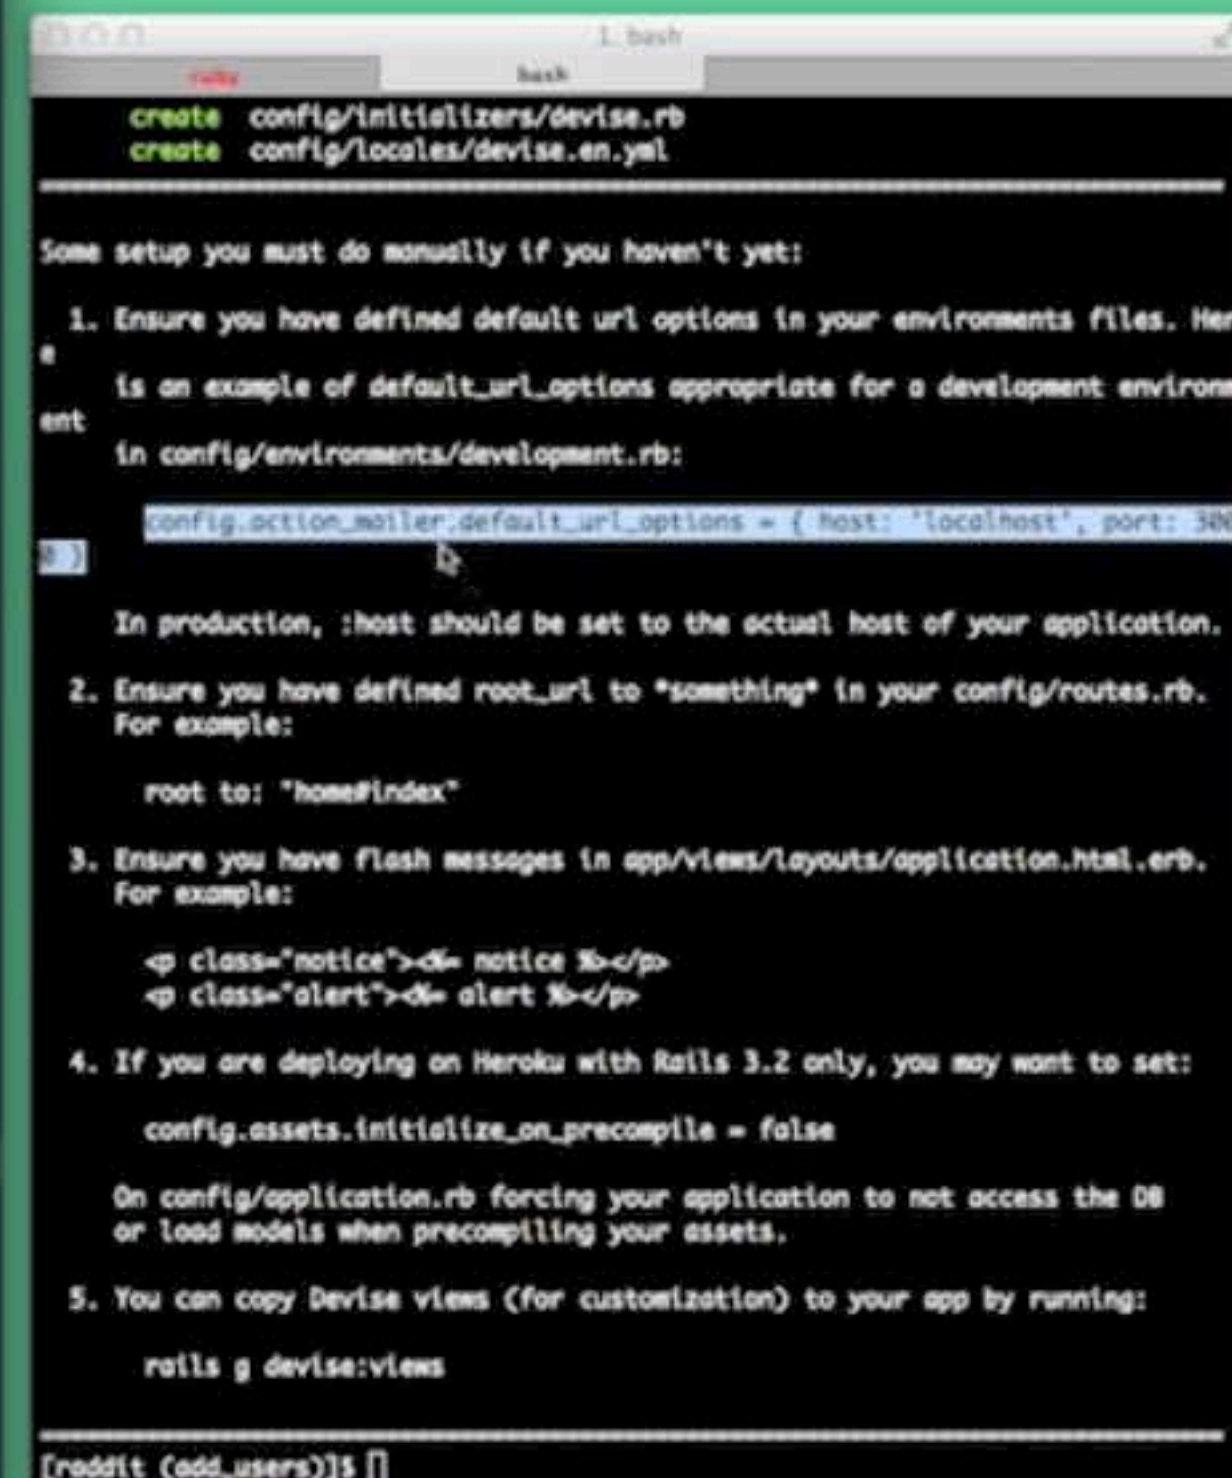 1. bash
ruby
bash
create config/initializers/devise.rb
create config/locales/devise.en.yml
Some setup you must do manually if you haven't yet:
1. Ensure you have defined default url options in your environments files. Her
e
is an example of default_url_options appropriate for a development environm
ent
in config/environments/development.rb:
config.action_mailer.default_url_options = { host: 'localhost', port: 300
0 }
In production, :host should be set to the actual host of your application.
2. Ensure you have defined root_url to *something* in your config/routes.rb.
For example:
root to: "home#index"
3. Ensure you have flash messages in app/views/layouts/application.html.erb.
For example:
<p class="notice"><%= notice %></p>
<p class="alert"><%= alert %></p>
4. If you are deploying on Heroku with Rails 3.2 only, you may want to set:
config.assets.initialize_on_precompile = false
On config/application.rb forcing your application to not access the DB
or load models when precompiling your assets.
5. You can copy Devise views (for customization) to your app by running:
rails g devise:views
[raddit (add_users)]$